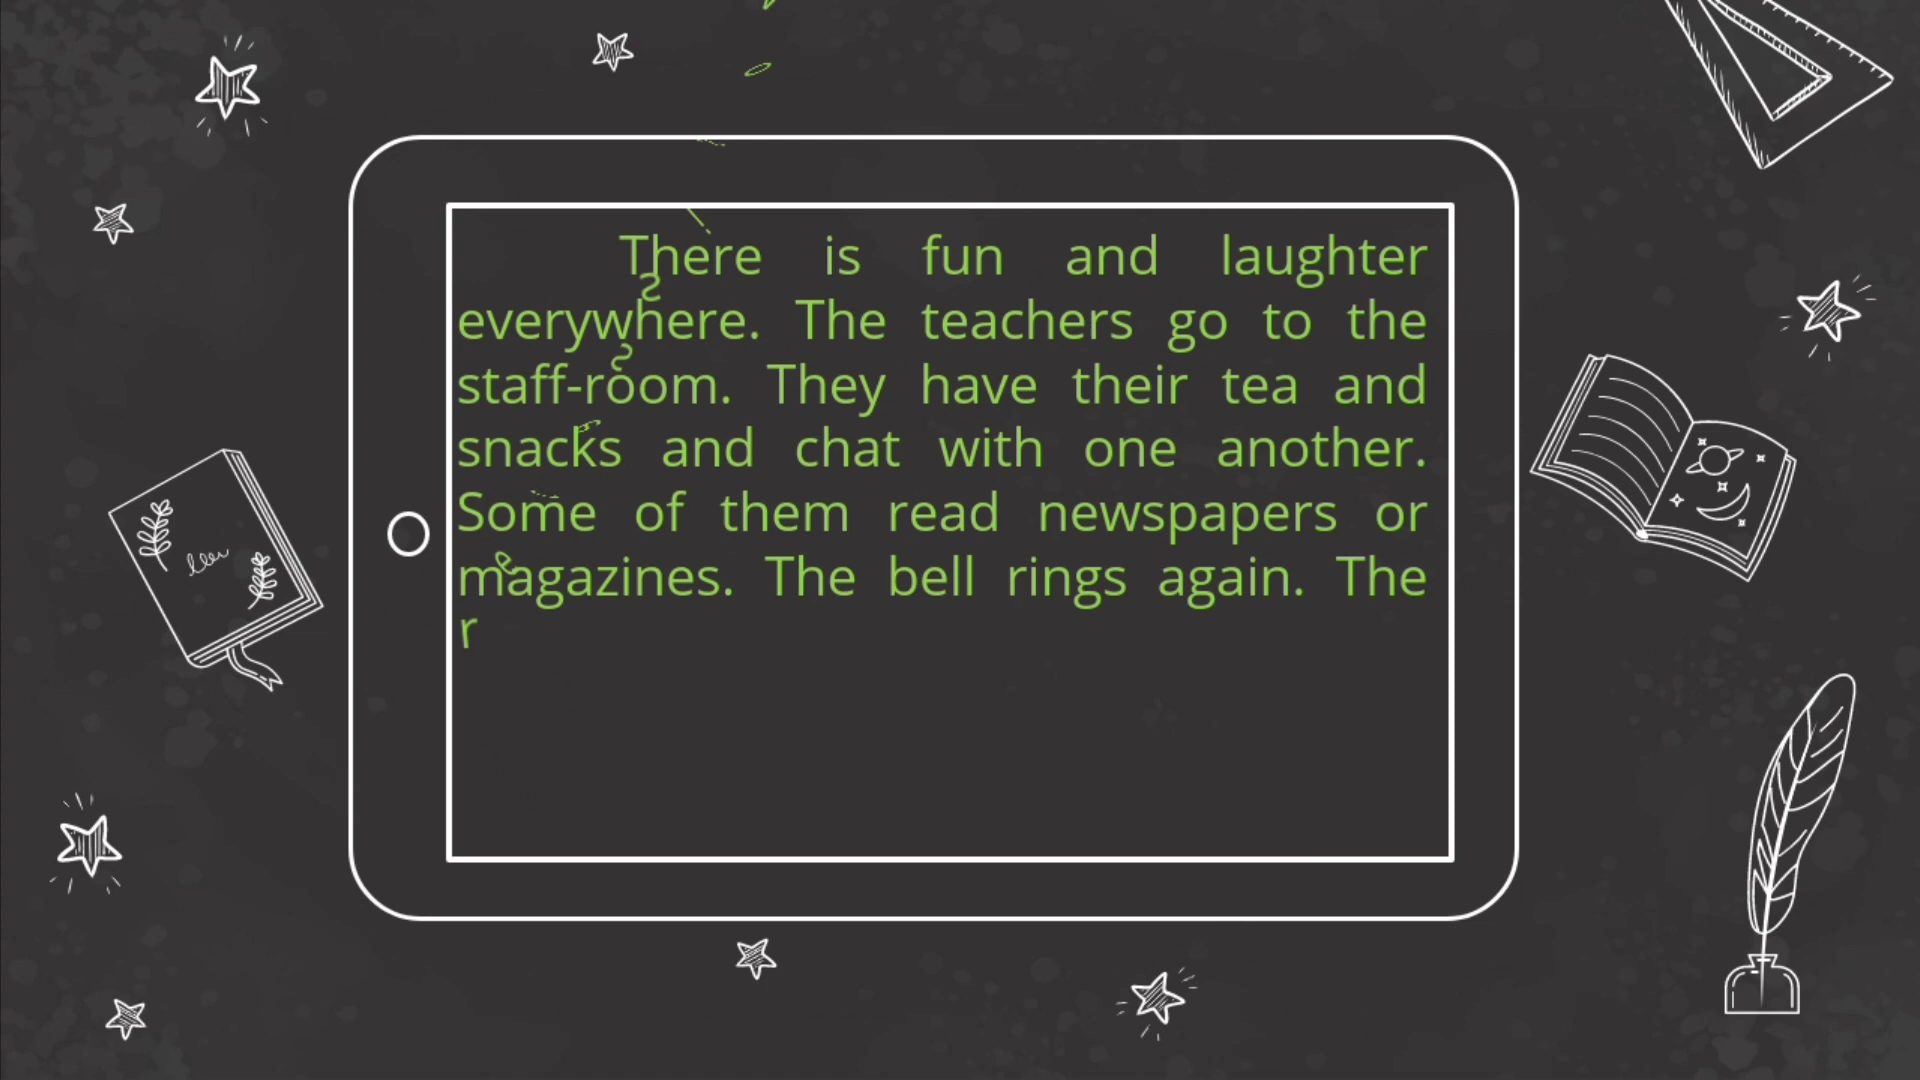 There is fun and laughter
everywhere. The teachers go to the
staff-room. They have their tea and
snacks and chat with one another.
Some of them read newspapers or
magazines. The bell rings again. The
r